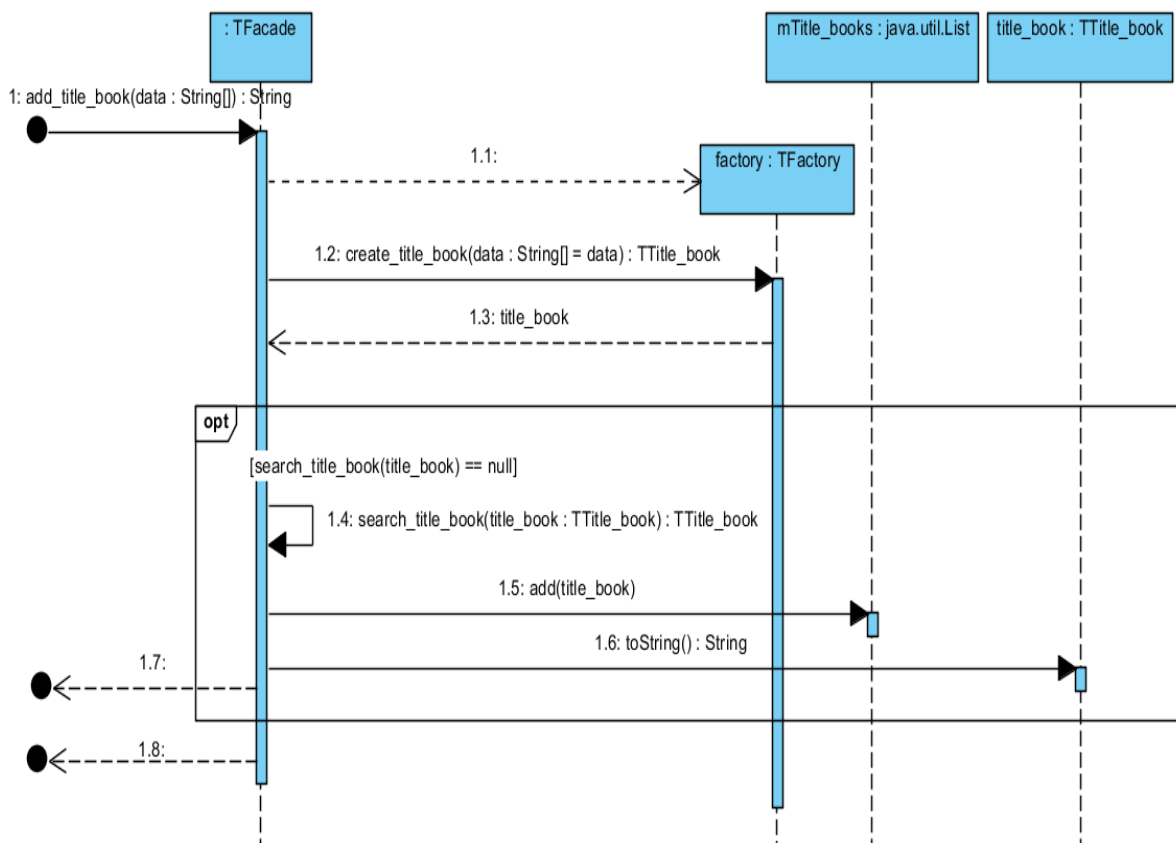 : TFacade
mTitle_books : java.util.List
title_book : TTitle_book
1: add_title_book(data : String[]) : String
1.1:
factory : TFactory
1.2: create_title_book(data : String[] = data) : TTitle_book
1.3: title_book
opt
[search_title_book(title_book) == null]
1.4: search_title_book(title_book : TTitle_book) : TTitle_book
1.5: add(title_book)
1.6: toString() : String
1.7:
1.8: